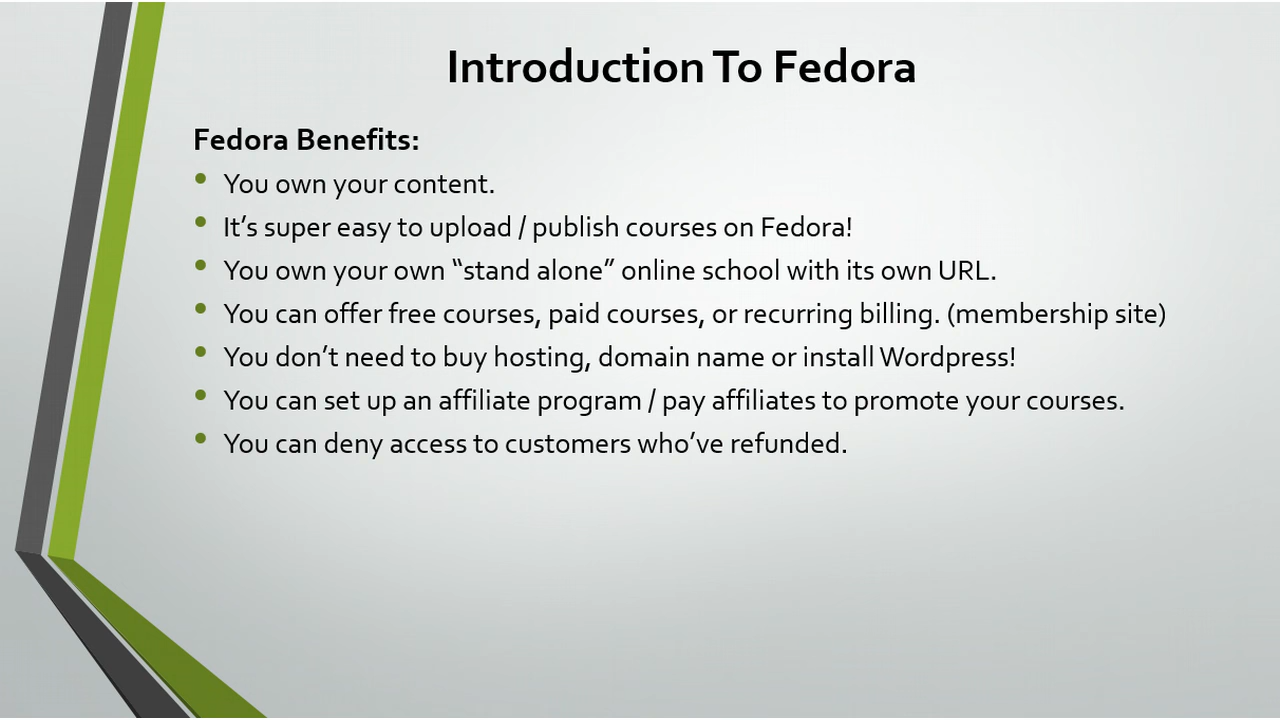 Introduction To Fedora
Fedora Benefits:
• You own your content.
• It’s super easy to upload / publish courses on Fedora!
• You own your own “stand alone” online school with its own URL.
• You can offer free courses, paid courses, or recurring billing. (membership site)
• You don’t need to buy hosting, domain name or install Wordpress!
• You can set up an affiliate program / pay affiliates to promote your courses.
• You can deny access to customers who’ve refunded.